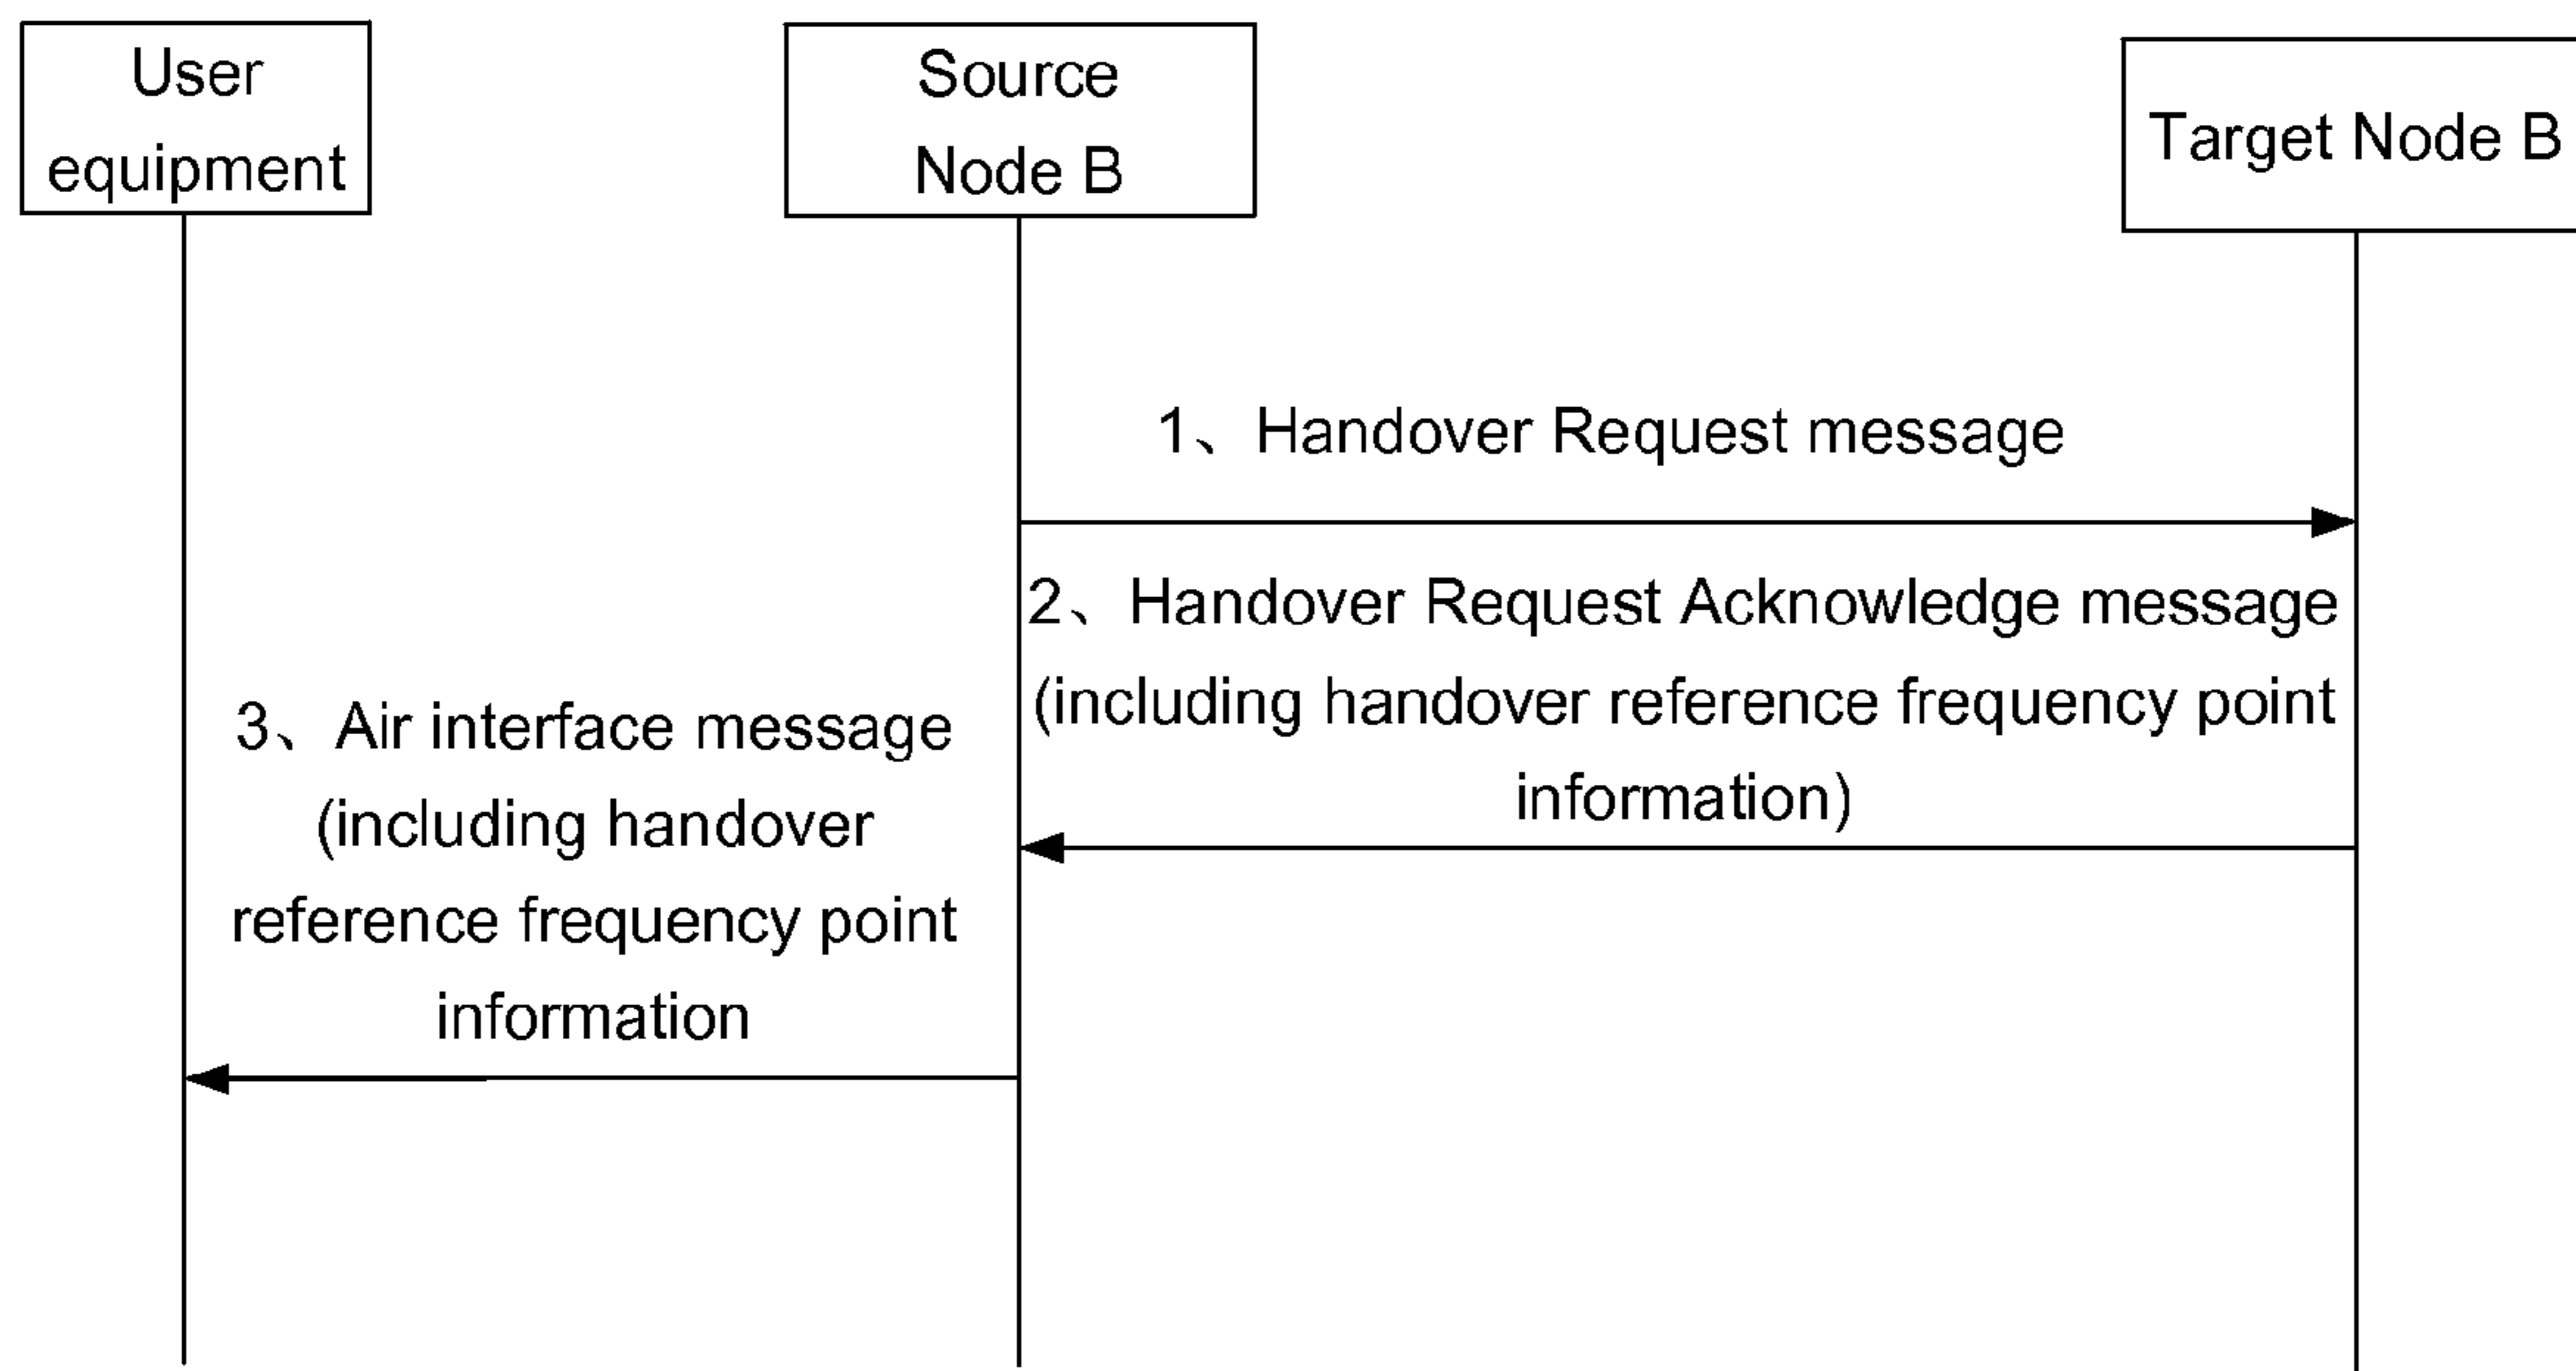 User
equipment
Source
Node B
Target Node B
1、 Handover Request message
2、 Handover Request Acknowledge message
(including handover reference frequency point
information)
3、 Air interface message
(including handover
reference frequency point
information